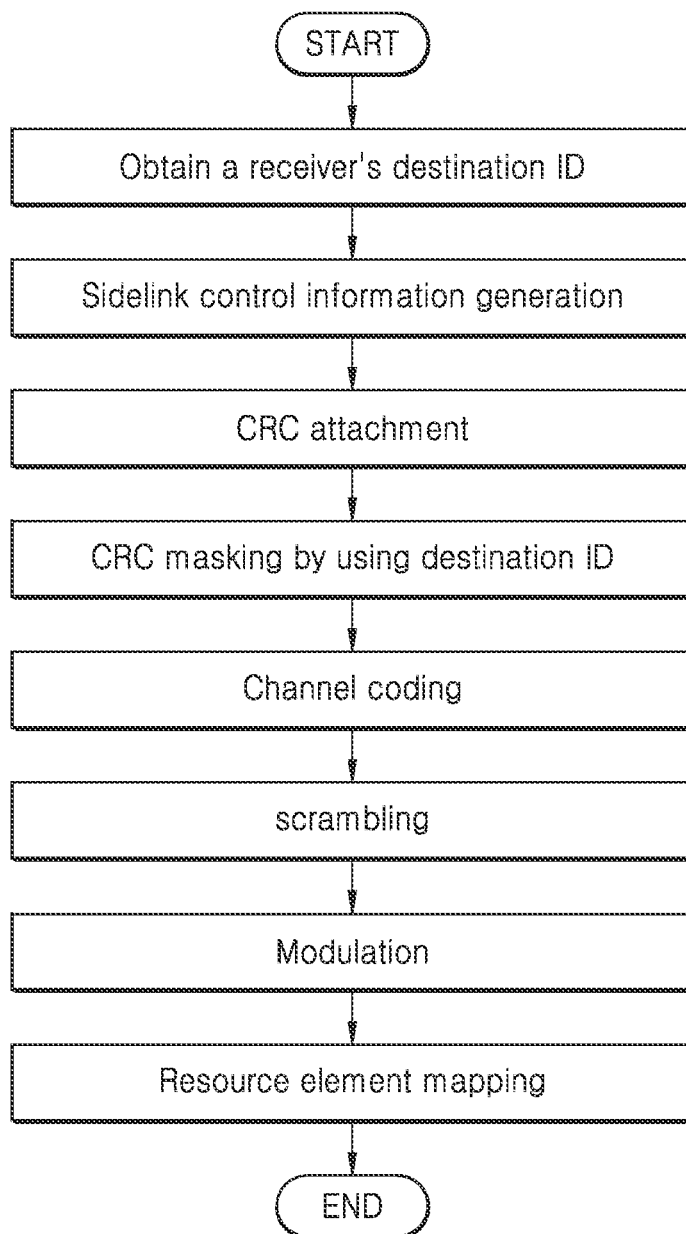 START
Obtain a receiver's destination ID
Sidelink control information generation
CRC attachment
CRC masking by using destination ID
Channel coding
scrambling
Modulation
Resource element mapping
END